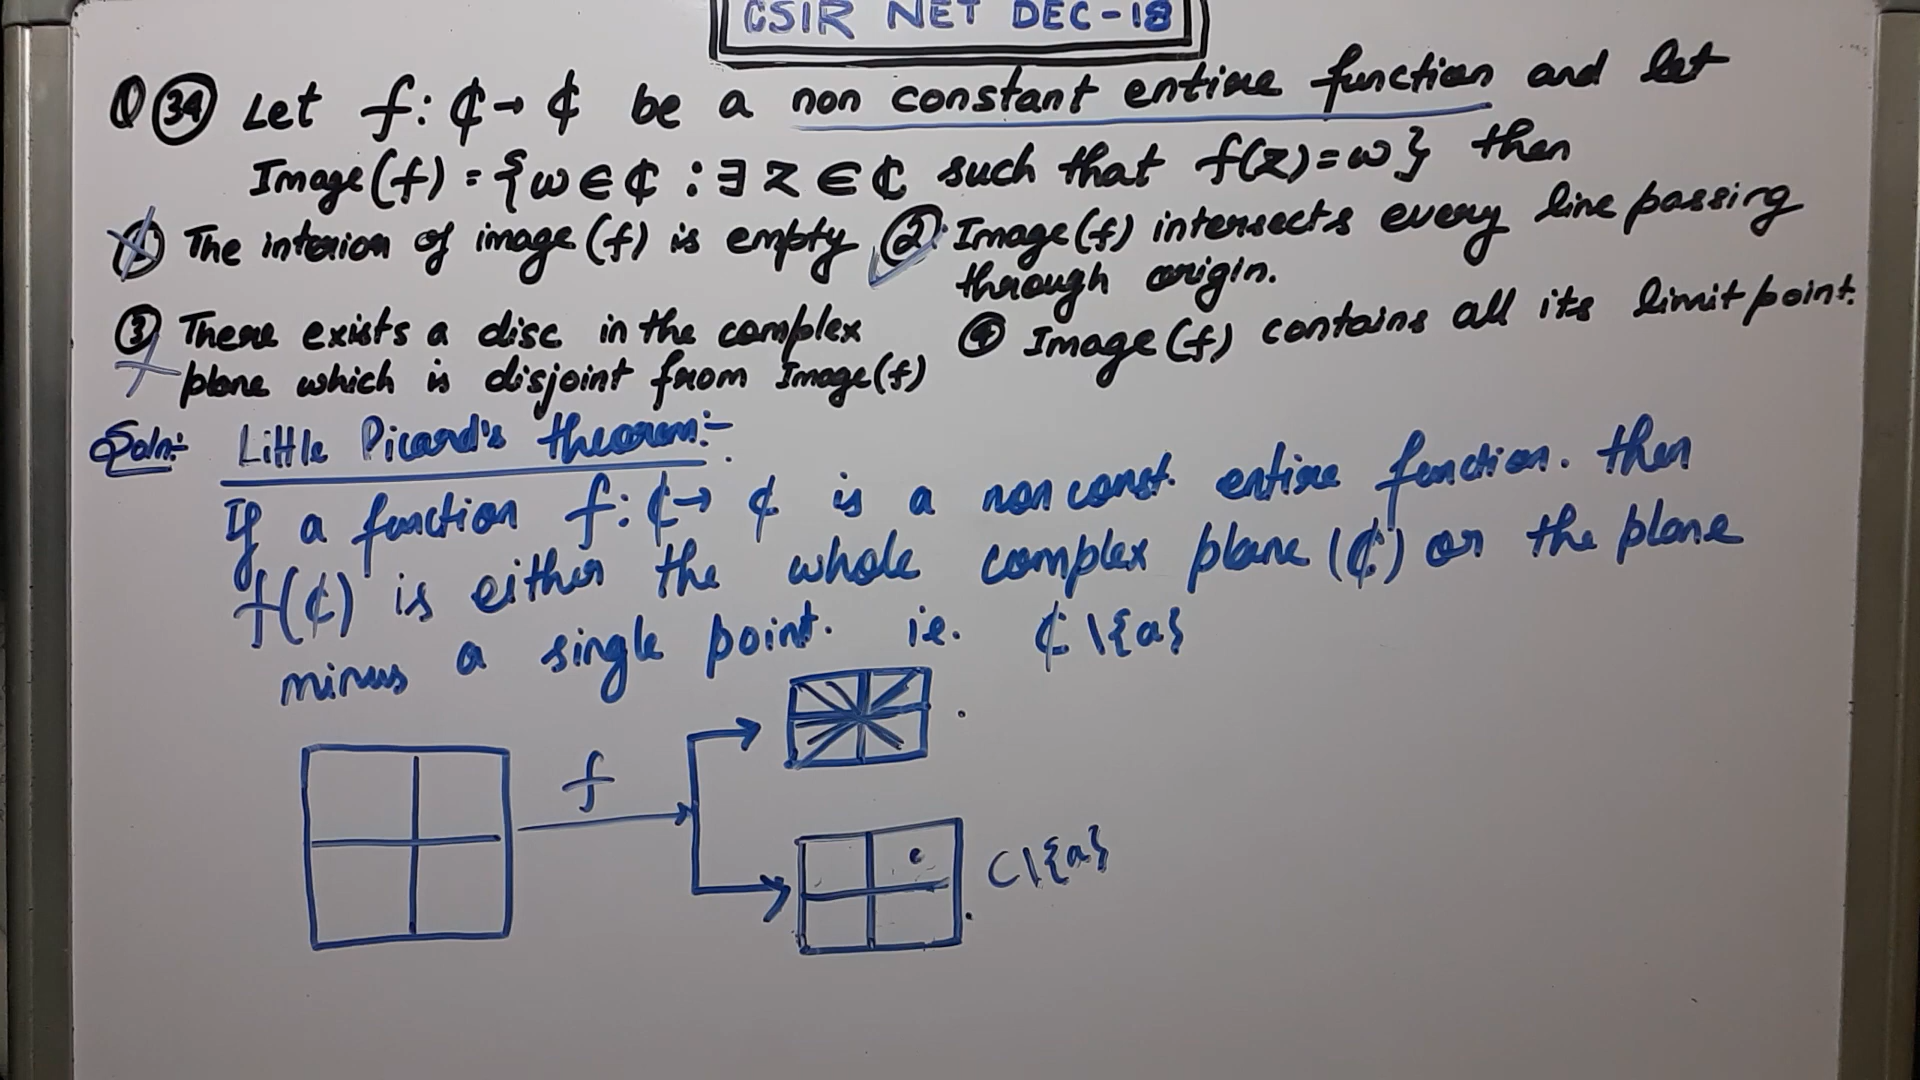 CSIR NET DEC-18
Q 34 Let f: ₵→ ₵ be a non constant entire function and let
Image(f) = {ω∈₵ : ∃ z ∈ ₵ such that f(z)=ω} then
① The interior of image (f) is empty ② Image(f) intersects every line passing
through origin.
③ There exists a disc in the complex ④ Image (f) contains all its limit point.
plane which is disjoint from Image(f)
Soln: Little Picard's theorem:-
If a function f: ₵→ ₵ is a non const. entire function. then
f(₵) is either the whole complex plane (₵) or the plane
minus a single point. ie. ₵ \{a}
f
C\{a}